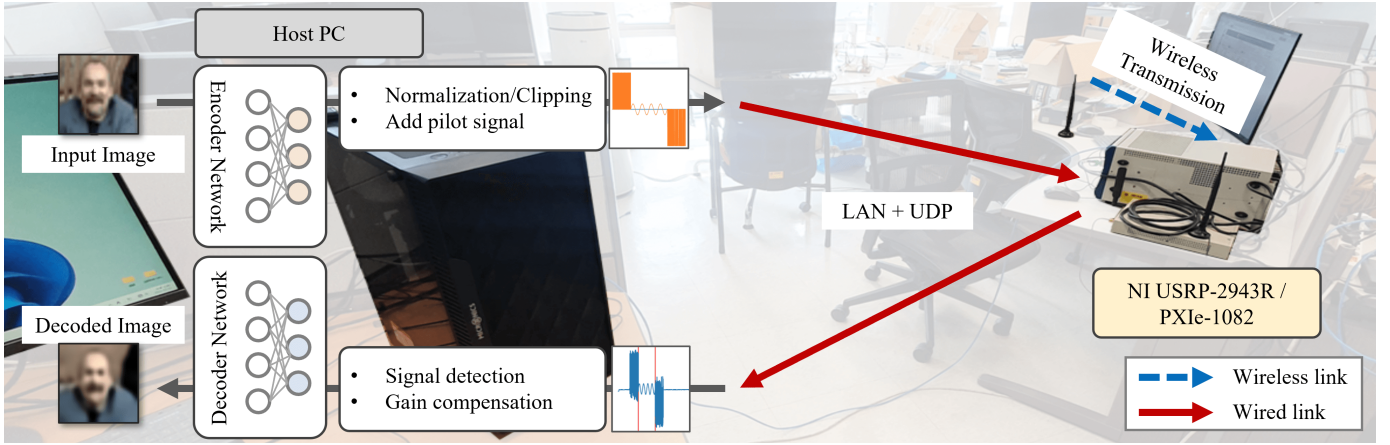 Host PC
Input Image
Encoder Network
• Normalization/Clipping
• Add pilot signal
Wireless
Transmission
LAN + UDP
Decoder Network
Decoded Image
• Signal detection
• Gain compensation
NI USRP-2943R /
PXIe-1082
Wireless link
Wired link